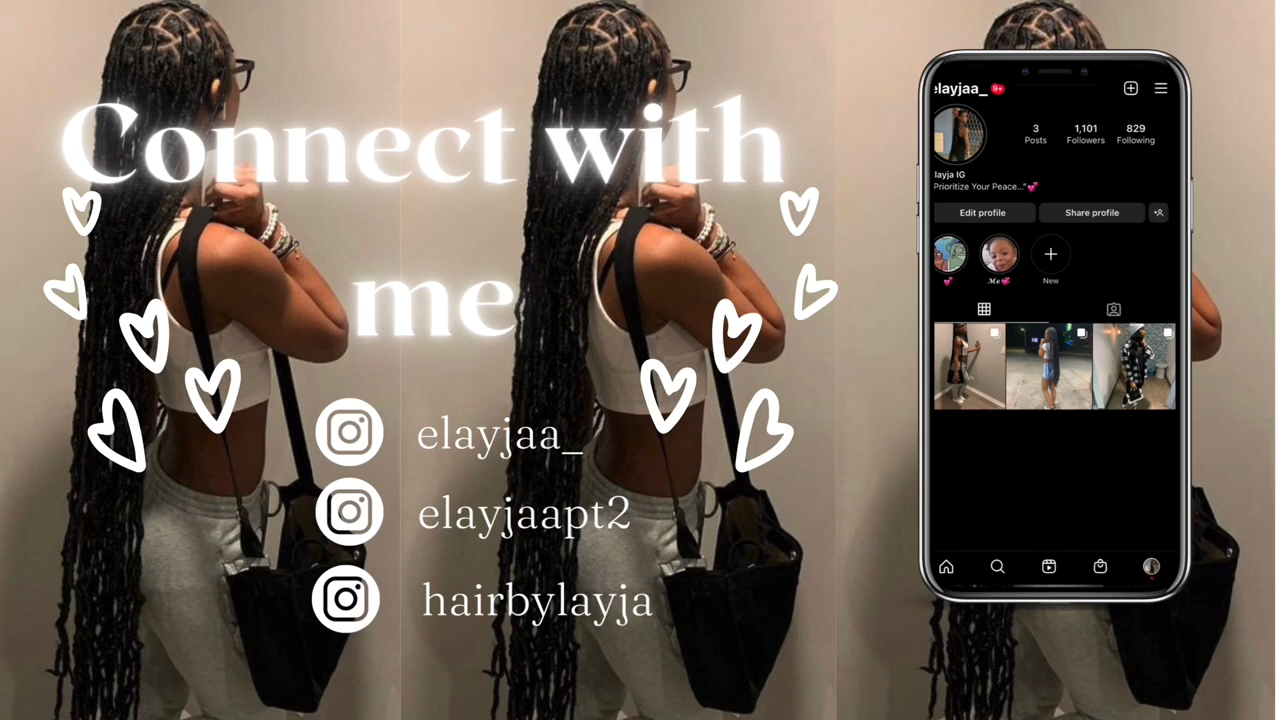 Connect with
me
elayjaa_
elayjaapt2
hairbylayja
elayjaa_ 9+
3 1,101 829
Posts Followers Following
layja IG
Prioritize Your Peace..."💕
Edit profile Share profile
💕 Me💞 New